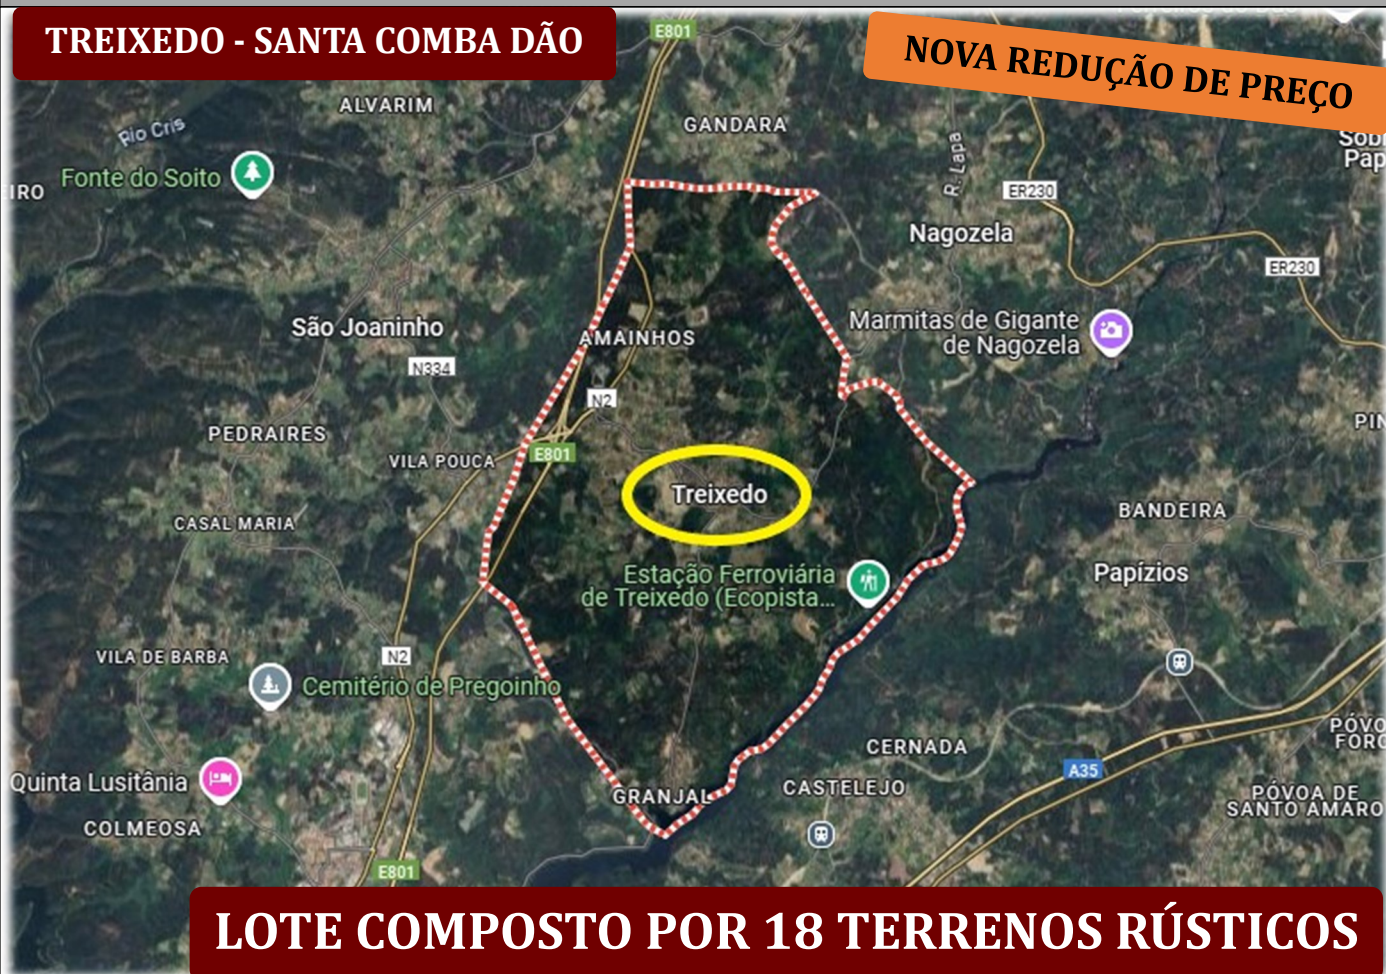 TREIXEDO - SANTA COMBA DÃO
NOVA REDUÇÃO DE PREÇO
E801
ALVARIM
GANDARA
Rio Cris
R. Lapa
Fonte do Soito
ER230
Nagozela
ER230
São Joaninho
AMAINHOS
Marmitas de Gigante
de Nagozela
N334
N2
PEDRAIRES
VILA POUCA
E801
Treixedo
CASAL MARIA
BANDEIRA
Estação Ferroviária
de Treixedo (Ecopista...
Papízios
VILA DE BARBA
N2
Cemitério de Pregoinho
CERNADA
A35
Quinta Lusitânia
GRANJAL
CASTELEJO
PÓVOA DE
SANTO AMARO
COLMEOSA
E801
LOTE COMPOSTO POR 18 TERRENOS RÚSTICOS